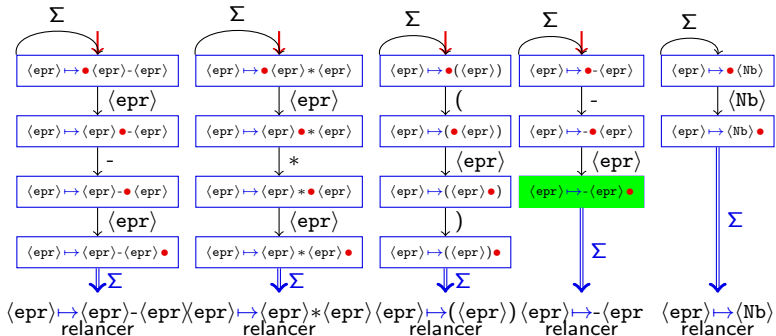 Σ Σ Σ Σ Σ
⟨epr⟩↦●⟨epr⟩-⟨epr⟩ ⟨epr⟩↦●⟨epr⟩*⟨epr⟩ ⟨epr⟩↦●(⟨epr⟩) ⟨epr⟩↦●-⟨epr⟩ ⟨epr⟩↦●⟨Nb⟩
⟨epr⟩ ⟨epr⟩ ( - ⟨Nb⟩
⟨epr⟩↦⟨epr⟩●-⟨epr⟩ ⟨epr⟩↦⟨epr⟩●*⟨epr⟩ ⟨epr⟩↦(●⟨epr⟩) ⟨epr⟩↦-●⟨epr⟩ ⟨epr⟩↦⟨Nb⟩●
- * ⟨epr⟩ ⟨epr⟩
⟨epr⟩↦⟨epr⟩-●⟨epr⟩ ⟨epr⟩↦⟨epr⟩*●⟨epr⟩ ⟨epr⟩↦(⟨epr⟩●) ⟨epr⟩↦-⟨epr⟩●
⟨epr⟩ ⟨epr⟩ ) Σ
⟨epr⟩↦⟨epr⟩-⟨epr⟩● ⟨epr⟩↦⟨epr⟩*⟨epr⟩● ⟨epr⟩↦(⟨epr⟩)● Σ
Σ Σ Σ
⟨epr⟩↦⟨epr⟩-⟨epr⟩ ⟨epr⟩↦⟨epr⟩*⟨epr⟩ ⟨epr⟩↦(⟨epr⟩) ⟨epr⟩↦-⟨epr ⟨epr⟩↦⟨Nb⟩
relancer relancer relancer relancer relancer